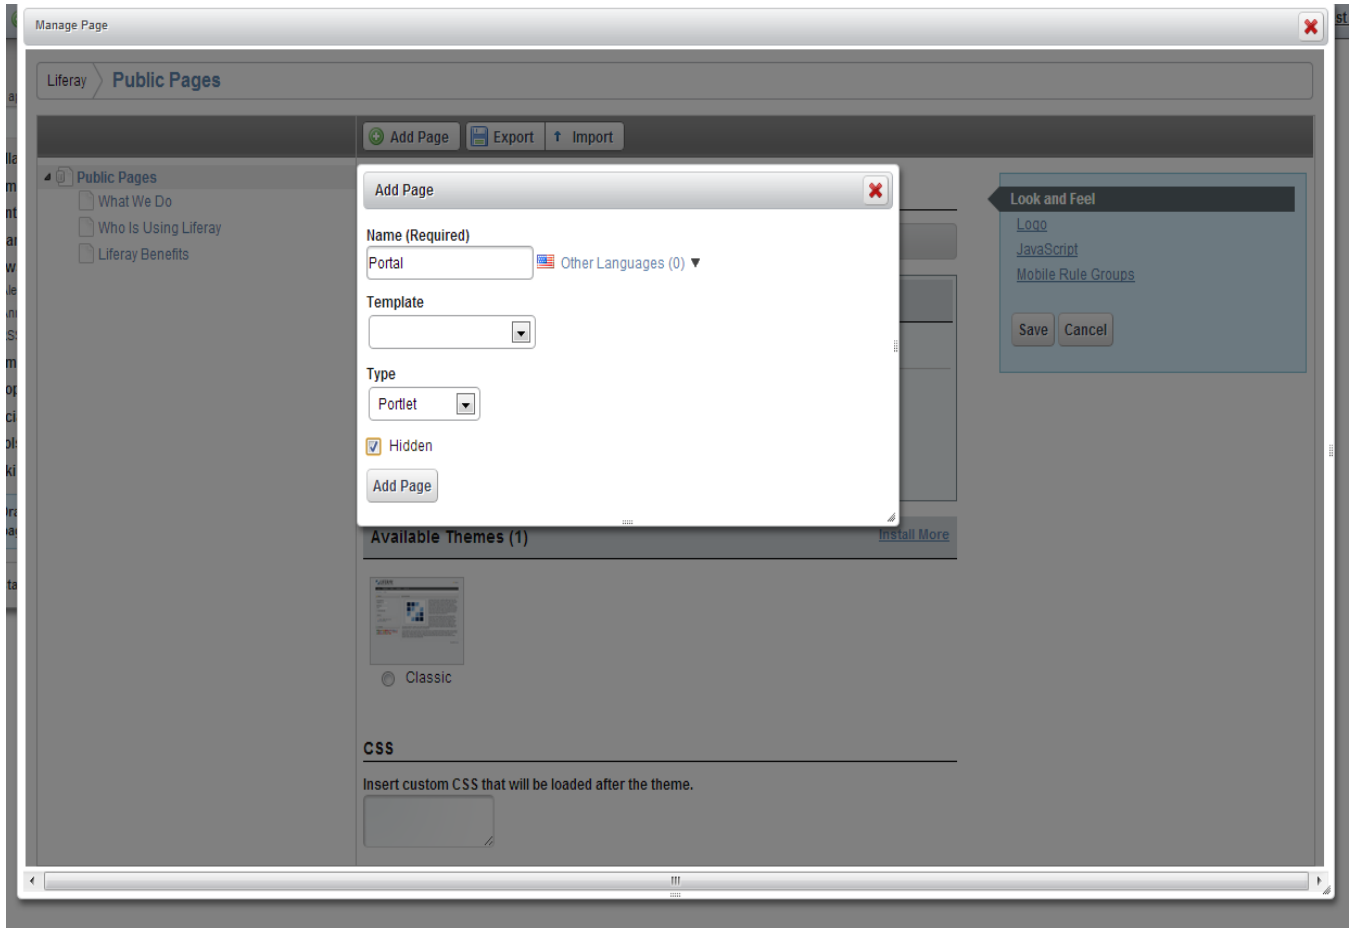 Manage Page
Liferay Public Pages
Add Page Export Import
Public Pages
What We Do
Who Is Using Liferay
Liferay Benefits
Add Page
Name (Required)
Portal Other Languages (0) ▼
Template
Type
Portlet
Hidden
Add Page
Look and Feel
Logo
JavaScript
Mobile Rule Groups
Save Cancel
Available Themes (1) Install More
Classic
CSS
Insert custom CSS that will be loaded after the theme.